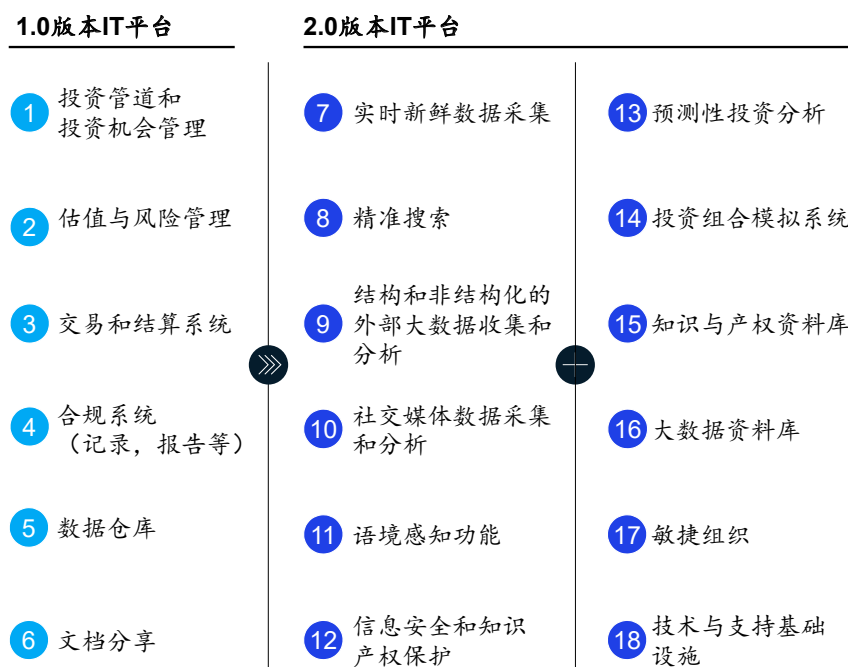 1.0版本IT平台
2.0版本IT平台
1 投资管道和
投资机会管理
2 估值与风险管理
3 交易和结算系统
4 合规系统
（记录，报告等）
5 数据仓库
6 文档分享
7 实时新鲜数据采集
8 精准搜索
9 结构和非结构化的
外部大数据收集和
分析
10 社交媒体数据采集
和分析
11 语境感知功能
12 信息安全和知识
产权保护
13 预测性投资分析
14 投资组合模拟系统
15 知识与产权资料库
16 大数据资料库
17 敏捷组织
18 技术与支持基础
设施